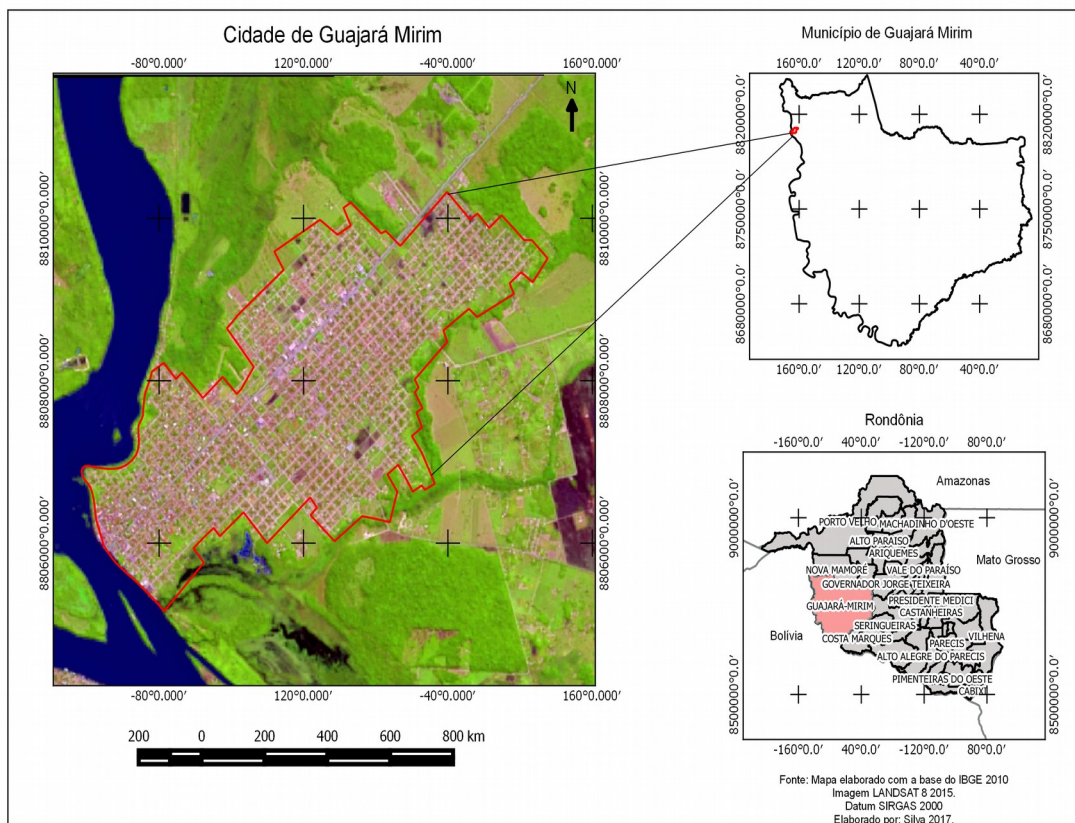 Cidade de Guajará Mirim
-80°0.000′ 120°0.000′ -40°0.000′ 160°0.000′
N
8810000°0.000′ 8810000°0.000′
8808000°0.000′ 8808000°0.000′
8806000°0.000′ 8806000°0.000′
-80°0.000′ 120°0.000′ -40°0.000′ 160°0.000′
200 0 200 400 600 800 km
Município de Guajará Mirim
160°0.0′ -160°0.0′ -120°0.0′ -80°0.0′
8820000°0.0′ 8820000°0.0′
8750000°0.0′ 8750000°0.0′
8680000°0.0′ 8680000°0.0′
160°0.0′ -160°0.0′ -120°0.0′ -80°0.0′
Rondônia
-160°0.0′ 40°0.0′ -120°0.0′ 80°0.0′
Amazonas
9000000°0.0′ 9000000°0.0′
PORTO VELHO MACHADINHO D'OESTE
ALTO PARAISO
ARIQUEMES
Mato Grosso
NOVA MAMORÉ VALE DO PARAÍSO
GOVERNADOR JORGE TEIXEIRA
PRESIDENTE MEDICI
GUAJARÁ-MIRIM
CASTANHEIRAS
SERINGUEIRAS
Bolívia
COSTA MARQUES
VILHENA
PARECIS
ALTO ALEGRE DO PARECIS
PIMENTEIRAS DO OESTE
CABIXI
8500000°0.0′ 8500000°0.0′
-160°0.0′ 40°0.0′ -120°0.0′ 80°0.0′
Fonte: Mapa elaborado com a base do IBGE 2010
Imagem LANDSAT 8 2015.
Datum SIRGAS 2000
Elaborado por: Silva 2017.